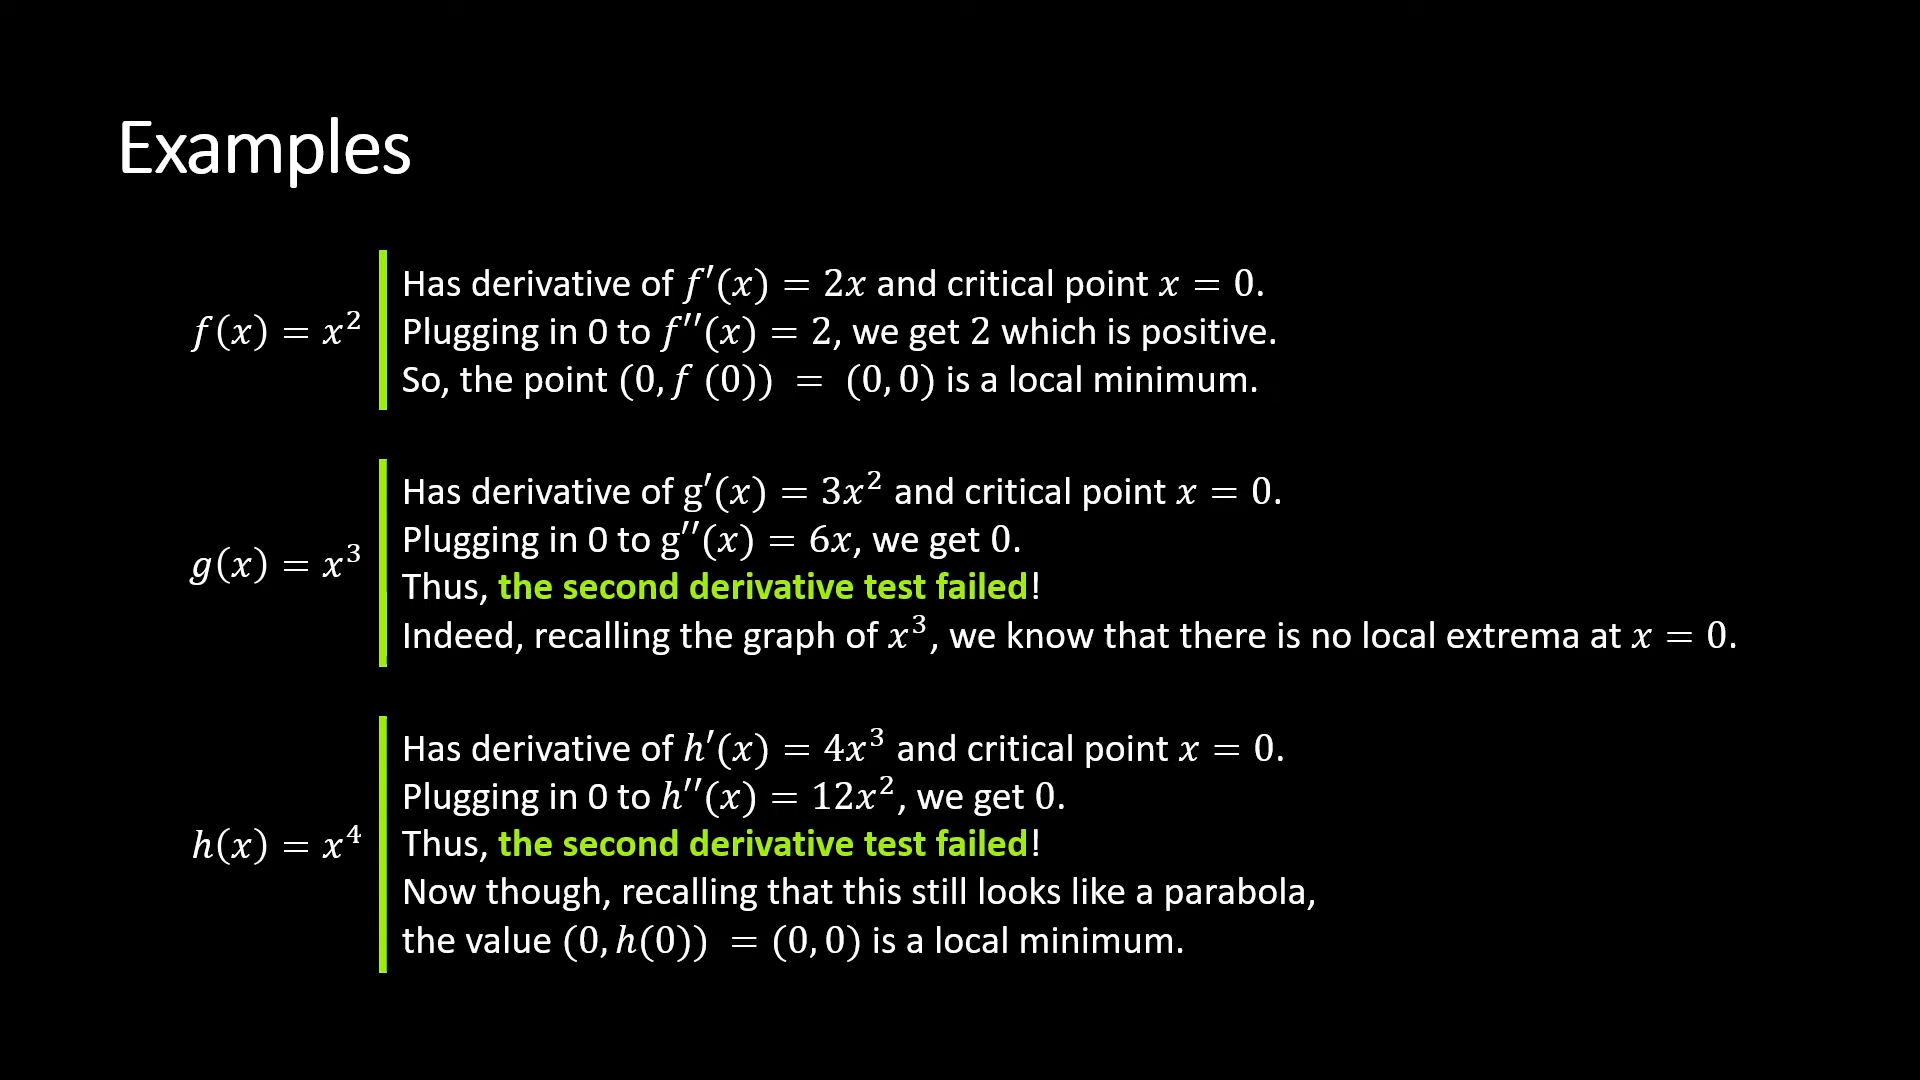 Examples
f(x) = x²
Has derivative of f′(x) = 2x and critical point x = 0.
Plugging in 0 to f′′(x) = 2, we get 2 which is positive.
So, the point (0, f (0)) = (0, 0) is a local minimum.
g(x) = x³
Has derivative of g′(x) = 3x² and critical point x = 0.
Plugging in 0 to g′′(x) = 6x, we get 0.
Thus, the second derivative test failed!
Indeed, recalling the graph of x³, we know that there is no local extrema at x = 0.
h(x) = x⁴
Has derivative of h′(x) = 4x³ and critical point x = 0.
Plugging in 0 to h′′(x) = 12x², we get 0.
Thus, the second derivative test failed!
Now though, recalling that this still looks like a parabola,
the value (0, h(0)) = (0, 0) is a local minimum.